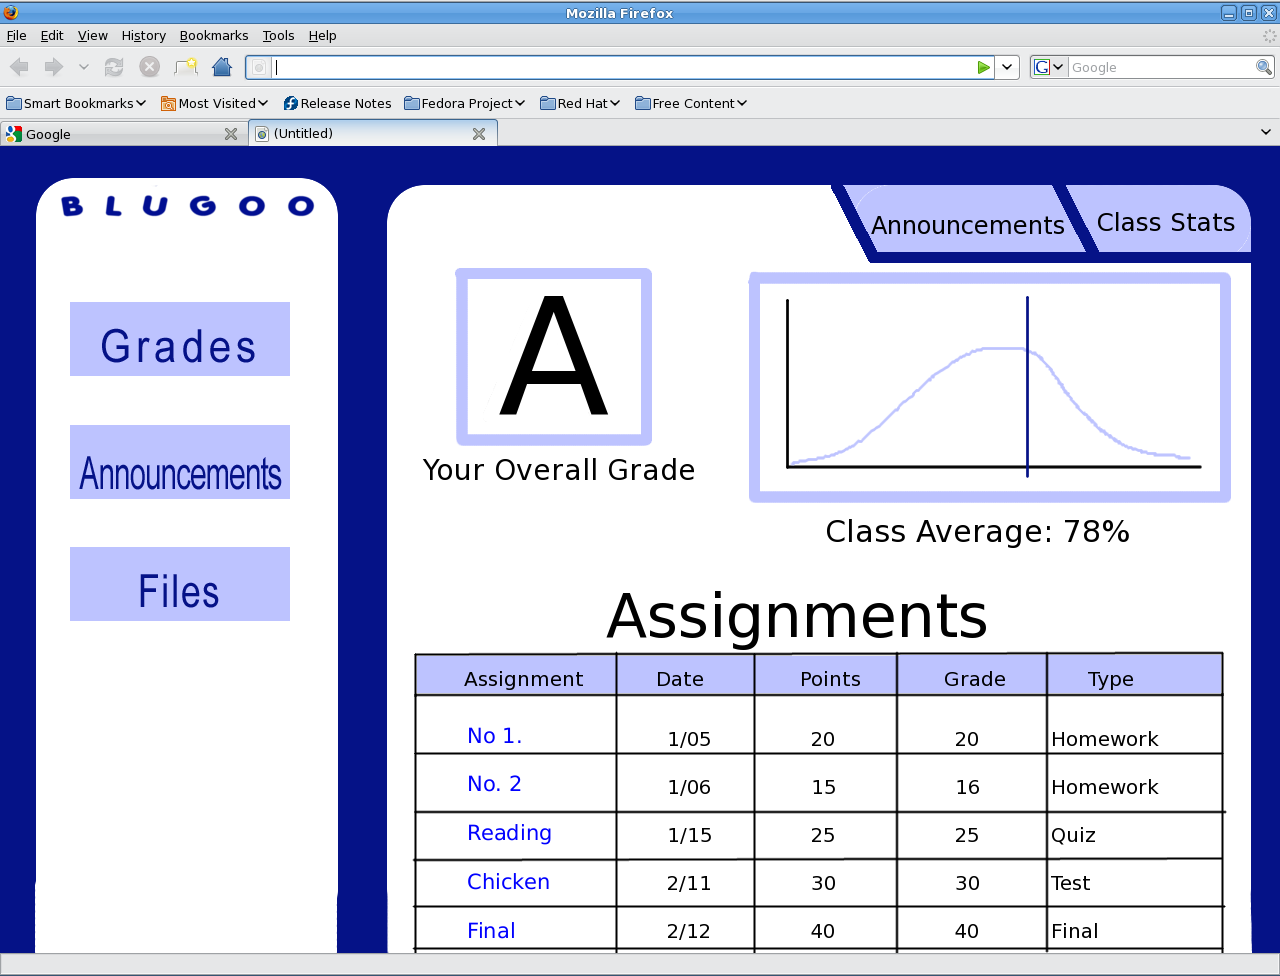 Mozilla Firefox
File Edit View History Bookmarks Tools Help
G Google
Smart Bookmarks Most Visited Release Notes Fedora Project Red Hat Free Content
Google (Untitled)
BLUGOO
Grades
Announcements
Files
Announcements Class Stats
A
Your Overall Grade
Class Average: 78%
Assignments
Assignment Date Points Grade Type
No 1. 1/05 20 20 Homework
No. 2 1/06 15 16 Homework
Reading 1/15 25 25 Quiz
Chicken 2/11 30 30 Test
Final 2/12 40 40 Final